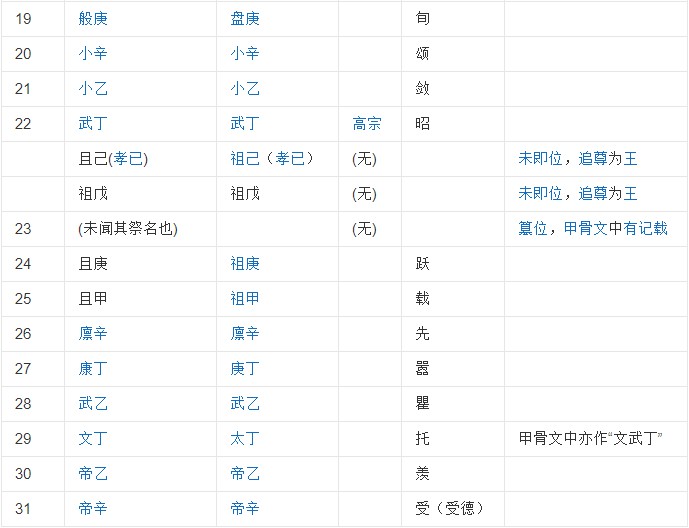 19 般庚 盘庚 旬
20 小辛 小辛 颂
21 小乙 小乙 敛
22 武丁 武丁 高宗 昭
且己(孝已) 祖己（孝已） (无) 未即位，追尊为王
祖戊 祖戊 (无) 未即位，追尊为王
23 (未闻其祭名也) (无) 篡位，甲骨文中有记载
24 且庚 祖庚 跃
25 且甲 祖甲 载
26 廪辛 廪辛 先
27 康丁 庚丁 嚣
28 武乙 武乙 瞿
29 文丁 太丁 托 甲骨文中亦作“文武丁”
30 帝乙 帝乙 羡
31 帝辛 帝辛 受（受德）